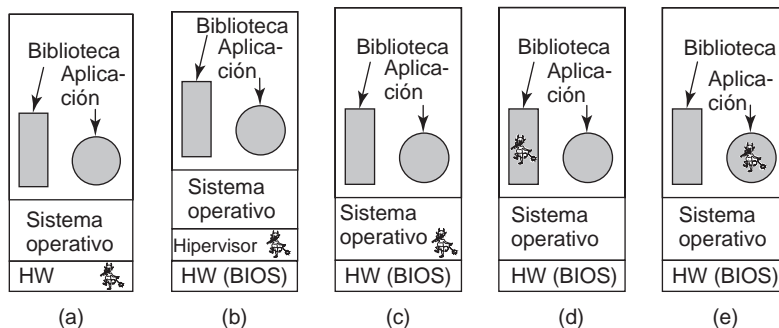 Biblioteca
Aplica-
ción
Sistema
operativo
HW
(a)
Biblioteca
Aplica-
ción
Sistema
operativo
Hipervisor
HW (BIOS)
(b)
Biblioteca
Aplica-
ción
Sistema
operativo
HW (BIOS)
(c)
Biblioteca
Aplica-
ción
Sistema
operativo
HW (BIOS)
(d)
Biblioteca
Aplica-
ción
Sistema
operativo
HW (BIOS)
(e)